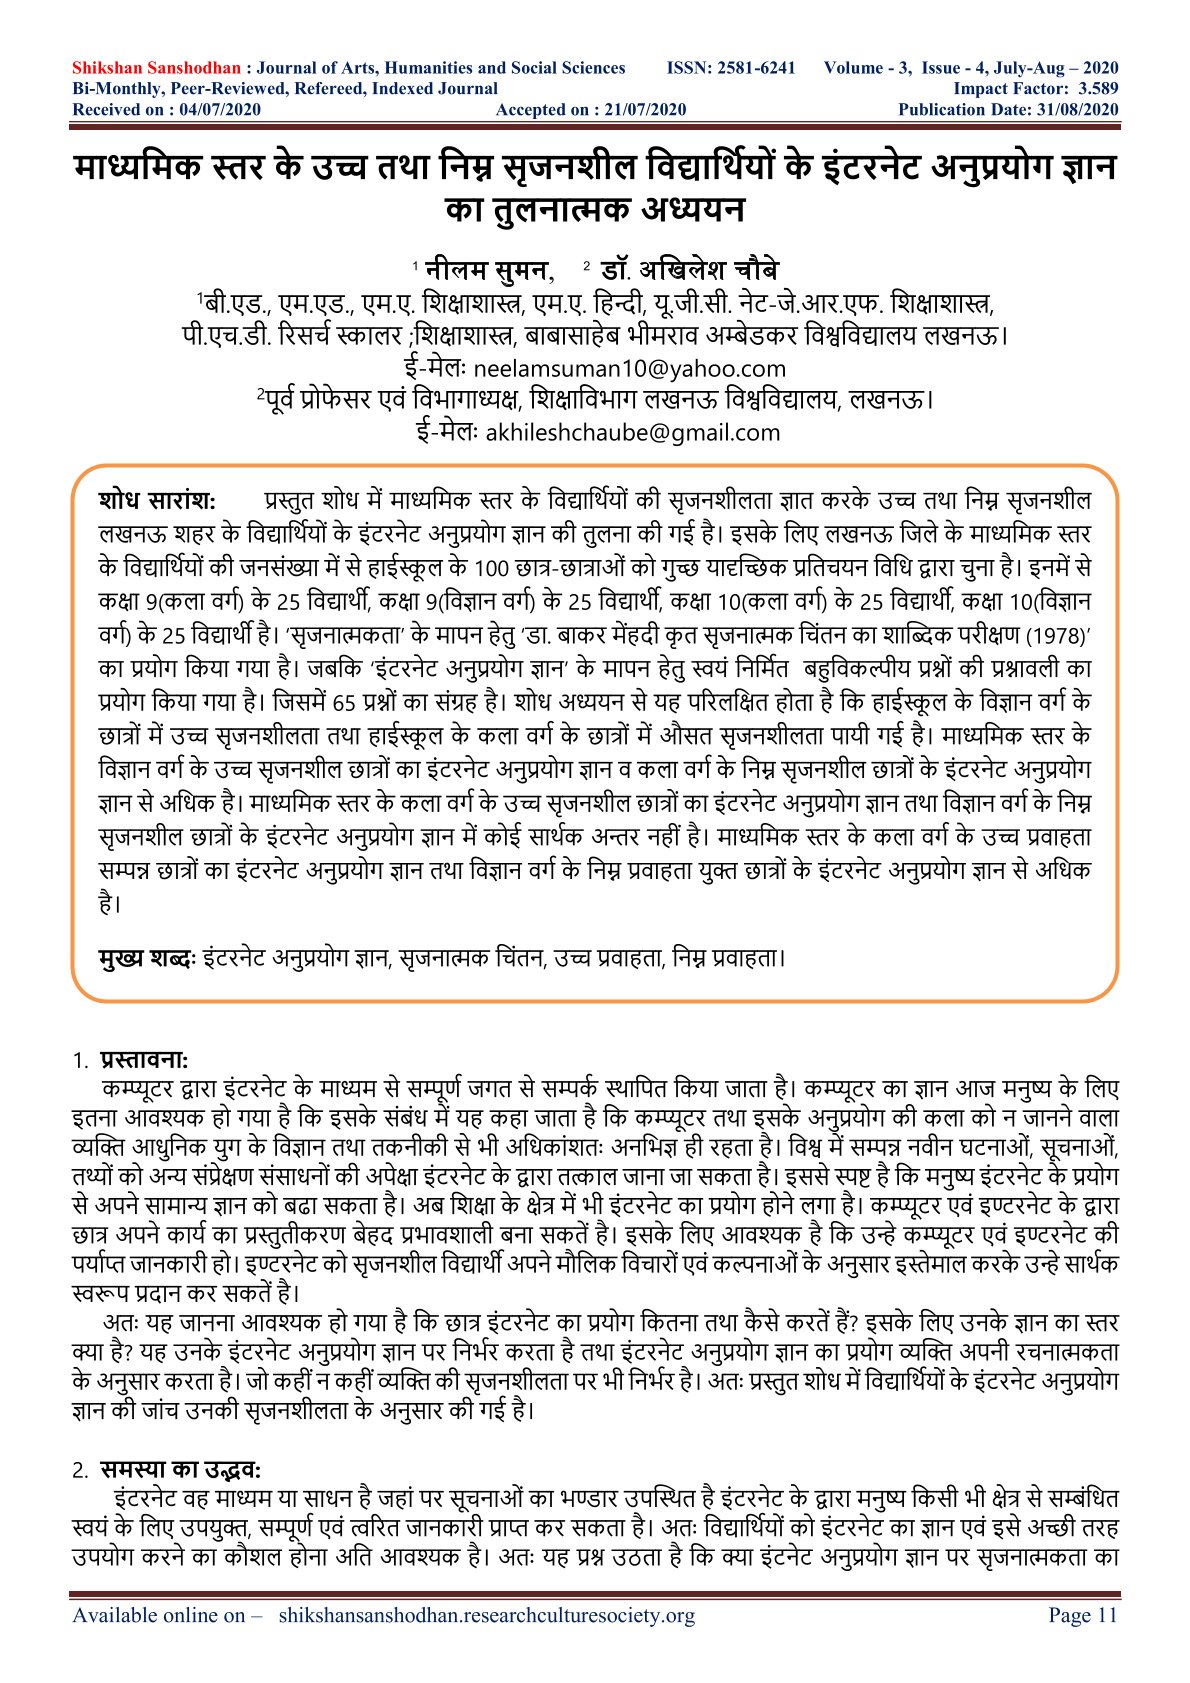 Shikshan Sanshodhan : Journal of Arts, Humanities and Social Sciences ISSN: 2581-6241 Volume - 3, Issue - 4, July-Aug – 2020
Bi-Monthly, Peer-Reviewed, Refereed, Indexed Journal Impact Factor: 3.589
Received on : 04/07/2020 Accepted on : 21/07/2020 Publication Date: 31/08/2020
माध्यमिक स्तर के उच्च तथा निम्न सृजनशील विद्यार्थियों के इंटरनेट अनुप्रयोग ज्ञान
का तुलनात्मक अध्ययन
1 नीलम सुमन, 2 डॉ. अखिलेश चौबे
1बी.एड., एम.एड., एम.ए. शिक्षाशास्त्र, एम.ए. हिन्दी, यू.जी.सी. नेट-जे.आर.एफ. शिक्षाशास्त्र,
पी.एच.डी. रिसर्च स्कालर ;शिक्षाशास्त्र, बाबासाहेब भीमराव अम्बेडकर विश्वविद्यालय लखनऊ।
ई-मेलः neelamsuman10@yahoo.com
2पूर्व प्रोफेसर एवं विभागाध्यक्ष, शिक्षाविभाग लखनऊ विश्वविद्यालय, लखनऊ।
ई-मेलः akhileshchaube@gmail.com
शोध सारांश: प्रस्तुत शोध में माध्यमिक स्तर के विद्यार्थियों की सृजनशीलता ज्ञात करके उच्च तथा निम्न सृजनशील
लखनऊ शहर के विद्यार्थियों के इंटरनेट अनुप्रयोग ज्ञान की तुलना की गई है। इसके लिए लखनऊ जिले के माध्यमिक स्तर
के विद्यार्थियों की जनसंख्या में से हाईस्कूल के 100 छात्र-छात्राओं को गुच्छ यादृच्छिक प्रतिचयन विधि द्वारा चुना है। इनमें से
कक्षा 9(कला वर्ग) के 25 विद्यार्थी, कक्षा 9(विज्ञान वर्ग) के 25 विद्यार्थी, कक्षा 10(कला वर्ग) के 25 विद्यार्थी, कक्षा 10(विज्ञान
वर्ग) के 25 विद्यार्थी है। ‘सृजनात्मकता’ के मापन हेतु ‘डा. बाकर मेंहदी कृत सृजनात्मक चिंतन का शाब्दिक परीक्षण (1978)’
का प्रयोग किया गया है। जबकि ‘इंटरनेट अनुप्रयोग ज्ञान’ के मापन हेतु स्वयं निर्मित बहुविकल्पीय प्रश्नों की प्रश्नावली का
प्रयोग किया गया है। जिसमें 65 प्रश्नों का संग्रह है। शोध अध्ययन से यह परिलक्षित होता है कि हाईस्कूल के विज्ञान वर्ग के
छात्रों में उच्च सृजनशीलता तथा हाईस्कूल के कला वर्ग के छात्रों में औसत सृजनशीलता पायी गई है। माध्यमिक स्तर के
विज्ञान वर्ग के उच्च सृजनशील छात्रों का इंटरनेट अनुप्रयोग ज्ञान व कला वर्ग के निम्न सृजनशील छात्रों के इंटरनेट अनुप्रयोग
ज्ञान से अधिक है। माध्यमिक स्तर के कला वर्ग के उच्च सृजनशील छात्रों का इंटरनेट अनुप्रयोग ज्ञान तथा विज्ञान वर्ग के निम्न
सृजनशील छात्रों के इंटरनेट अनुप्रयोग ज्ञान में कोई सार्थक अन्तर नहीं है। माध्यमिक स्तर के कला वर्ग के उच्च प्रवाहता
सम्पन्न छात्रों का इंटरनेट अनुप्रयोग ज्ञान तथा विज्ञान वर्ग के निम्न प्रवाहता युक्त छात्रों के इंटरनेट अनुप्रयोग ज्ञान से अधिक
है।
मुख्य शब्दः इंटरनेट अनुप्रयोग ज्ञान, सृजनात्मक चिंतन, उच्च प्रवाहता, निम्न प्रवाहता।
1. प्रस्तावना:
कम्प्यूटर द्वारा इंटरनेट के माध्यम से सम्पूर्ण जगत से सम्पर्क स्थापित किया जाता है। कम्प्यूटर का ज्ञान आज मनुष्य के लिए
इतना आवश्यक हो गया है कि इसके संबंध में यह कहा जाता है कि कम्प्यूटर तथा इसके अनुप्रयोग की कला को न जानने वाला
व्यक्ति आधुनिक युग के विज्ञान तथा तकनीकी से भी अधिकांशतः अनभिज्ञ ही रहता है। विश्व में सम्पन्न नवीन घटनाओं, सूचनाओं,
तथ्यों को अन्य संप्रेक्षण संसाधनों की अपेक्षा इंटरनेट के द्वारा तत्काल जाना जा सकता है। इससे स्पष्ट है कि मनुष्य इंटरनेट के प्रयोग
से अपने सामान्य ज्ञान को बढा सकता है। अब शिक्षा के क्षेत्र में भी इंटरनेट का प्रयोग होने लगा है। कम्प्यूटर एवं इण्टरनेट के द्वारा
छात्र अपने कार्य का प्रस्तुतीकरण बेहद प्रभावशाली बना सकतें है। इसके लिए आवश्यक है कि उन्हे कम्प्यूटर एवं इण्टरनेट की
पर्याप्त जानकारी हो। इण्टरनेट को सृजनशील विद्यार्थी अपने मौलिक विचारों एवं कल्पनाओं के अनुसार इस्तेमाल करके उन्हे सार्थक
स्वरूप प्रदान कर सकतें है।
अतः यह जानना आवश्यक हो गया है कि छात्र इंटरनेट का प्रयोग कितना तथा कैसे करतें हैं? इसके लिए उनके ज्ञान का स्तर
क्या है? यह उनके इंटरनेट अनुप्रयोग ज्ञान पर निर्भर करता है तथा इंटरनेट अनुप्रयोग ज्ञान का प्रयोग व्यक्ति अपनी रचनात्मकता
के अनुसार करता है। जो कहीं न कहीं व्यक्ति की सृजनशीलता पर भी निर्भर है। अतः प्रस्तुत शोध में विद्यार्थियों के इंटरनेट अनुप्रयोग
ज्ञान की जांच उनकी सृजनशीलता के अनुसार की गई है।
2. समस्या का उद्भव:
इंटरनेट वह माध्यम या साधन है जहां पर सूचनाओं का भण्डार उपस्थित है इंटरनेट के द्वारा मनुष्य किसी भी क्षेत्र से सम्बंधित
स्वयं के लिए उपयुक्त, सम्पूर्ण एवं त्वरित जानकारी प्राप्त कर सकता है। अतः विद्यार्थियों को इंटरनेट का ज्ञान एवं इसे अच्छी तरह
उपयोग करने का कौशल होना अति आवश्यक है। अतः यह प्रश्न उठता है कि क्या इंटनेट अनुप्रयोग ज्ञान पर सृजनात्मकता का
Available online on – shikshansanshodhan.researchculturesociety.org Page 11